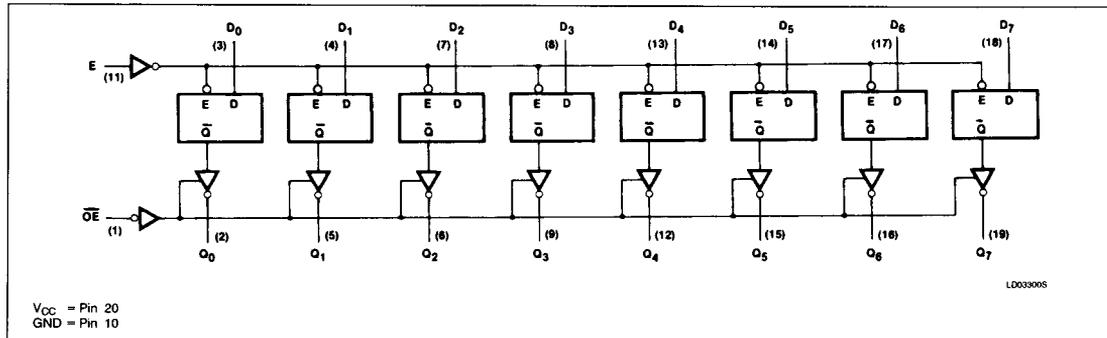 D0 D1 D2 D3 D4 D5 D6 D7
(3) (4) (7) (8) (13) (14) (17) (18)
E
(11)
E D E D E D E D E D E D E D E D
Q̅ Q̅ Q̅ Q̅ Q̅ Q̅ Q̅ Q̅
O̅E̅
(1) (2) (5) (6) (9) (12) (15) (16) (19)
Q0 Q1 Q2 Q3 Q4 Q5 Q6 Q7
LD03300S
VCC = Pin 20
GND = Pin 10